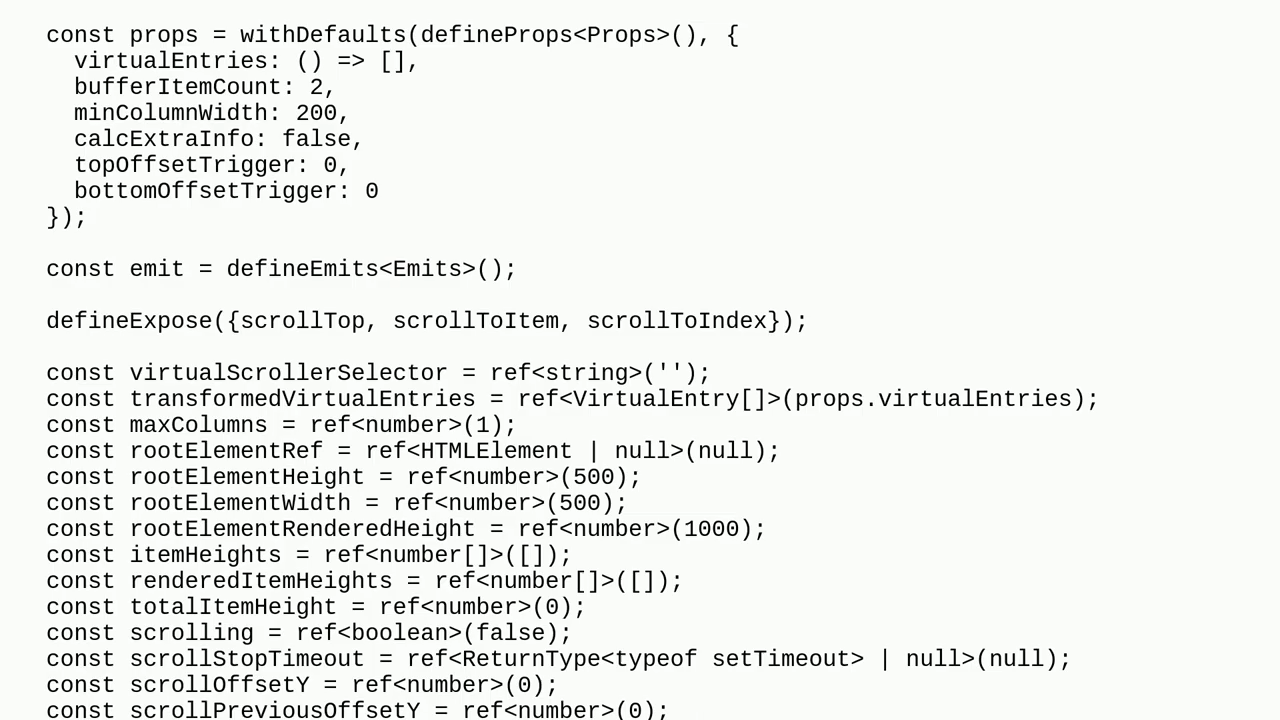 const props = withDefaults(defineProps<Props>(), {
  virtualEntries: () => [],
  bufferItemCount: 2,
  minColumnWidth: 200,
  calcExtraInfo: false,
  topOffsetTrigger: 0,
  bottomOffsetTrigger: 0
});

const emit = defineEmits<Emits>();

defineExpose({scrollTop, scrollToItem, scrollToIndex});

const virtualScrollerSelector = ref<string>('');
const transformedVirtualEntries = ref<VirtualEntry[]>(props.virtualEntries);
const maxColumns = ref<number>(1);
const rootElementRef = ref<HTMLElement | null>(null);
const rootElementHeight = ref<number>(500);
const rootElementWidth = ref<number>(500);
const rootElementRenderedHeight = ref<number>(1000);
const itemHeights = ref<number[]>([]);
const renderedItemHeights = ref<number[]>([]);
const totalItemHeight = ref<number>(0);
const scrolling = ref<boolean>(false);
const scrollStopTimeout = ref<ReturnType<typeof setTimeout> | null>(null);
const scrollOffsetY = ref<number>(0);
const scrollPreviousOffsetY = ref<number>(0);